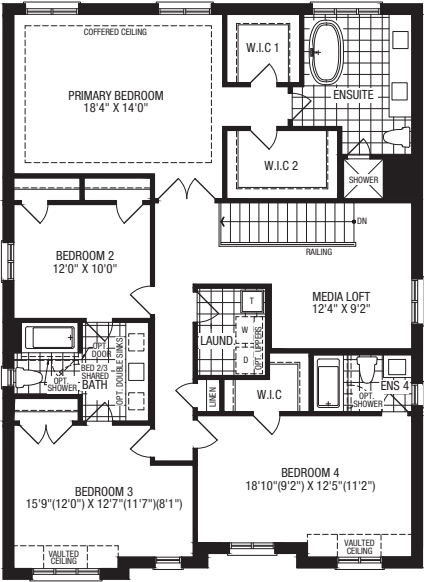 COFFERED CEILING
PRIMARY BEDROOM
18'4" X 14'0"
W.I.C 1
ENSUITE
W.I.C 2
SHOWER
DN
RAILING
BEDROOM 2
12'0" X 10'0"
MEDIA LOFT
12'4" X 9'2"
T
W
D
LAUND
OPT. UPPERS
OPT.
DOOR
BED 2/3
SHARED
BATH
OPT. DOUBLE SINKS
OPT.
SHOWER
LINEN
W.I.C
ENS 4
OPT.
SHOWER
BEDROOM 3
15'9"(12'0") X 12'7"(11'7")(8'1")
BEDROOM 4
18'10"(9'2") X 12'5"(11'2")
VAULTED
CEILING
VAULTED
CEILING